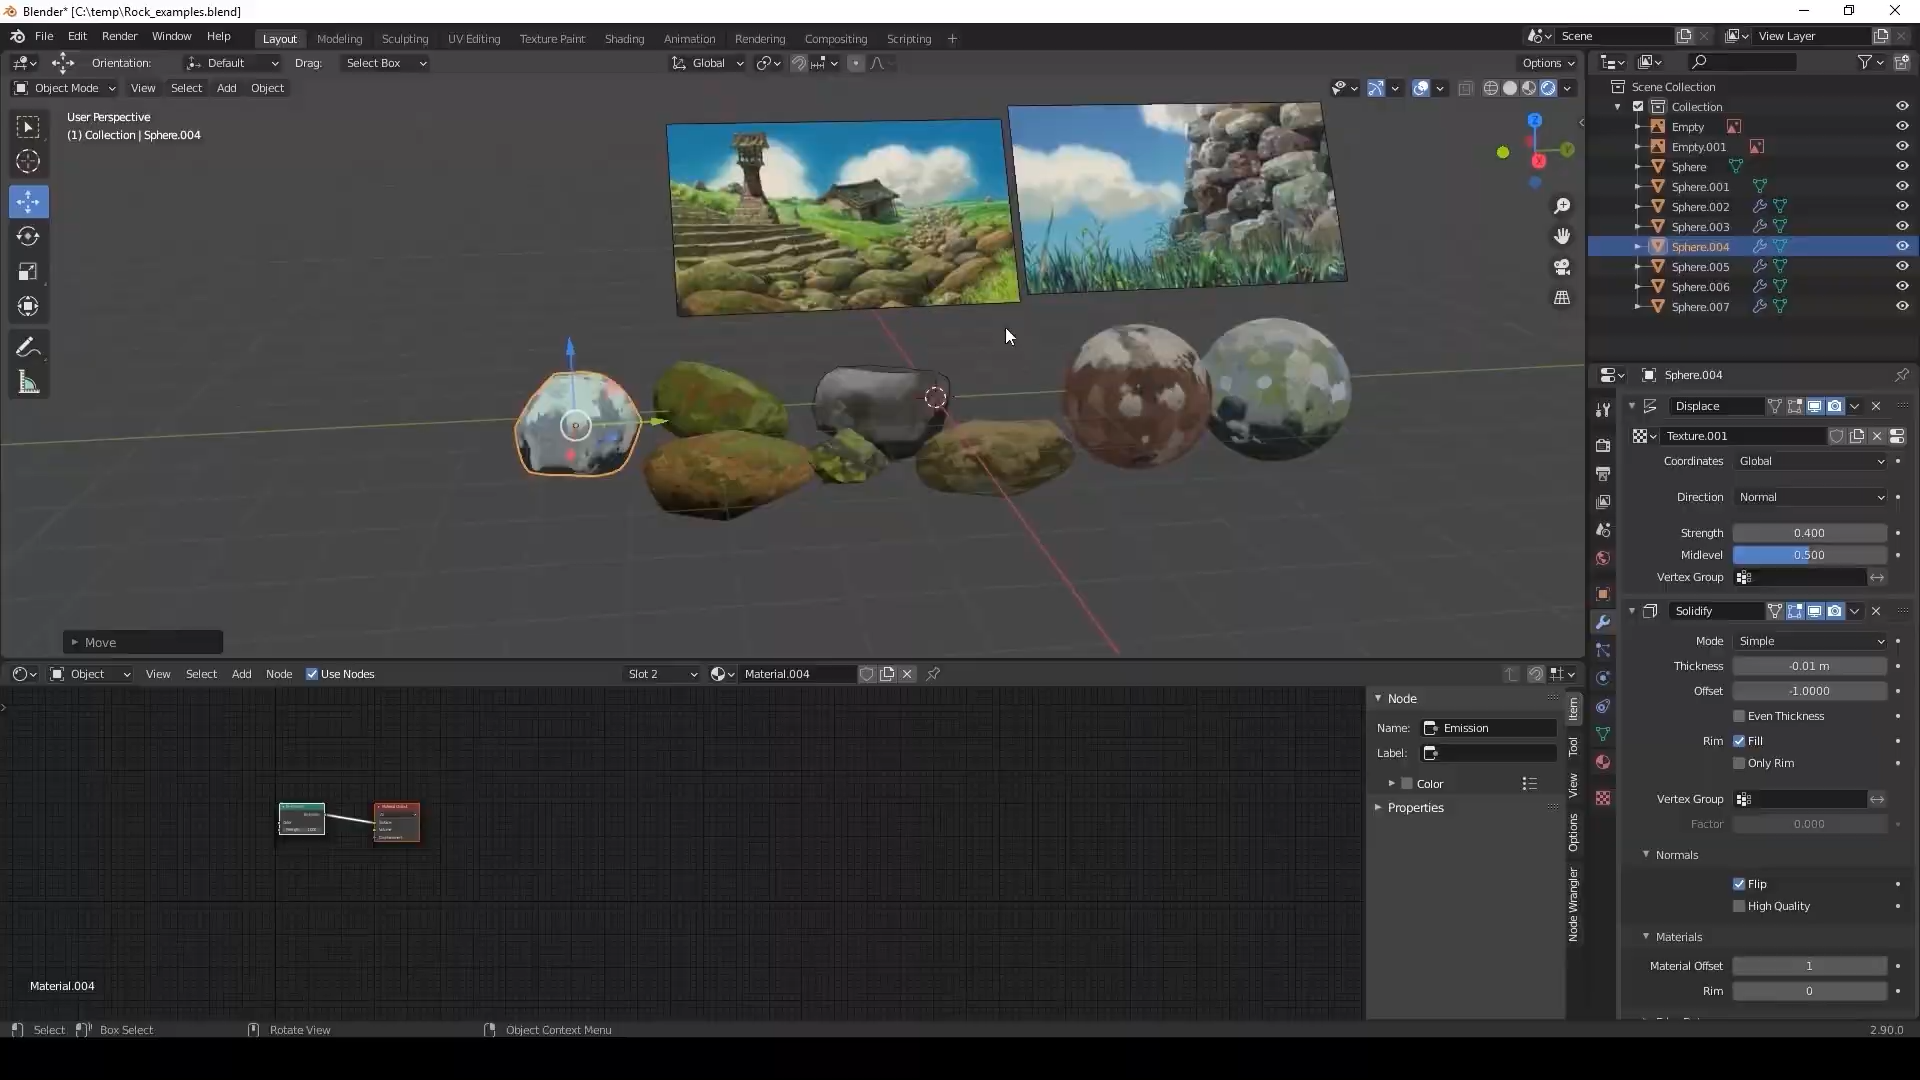 Blender* [C:\temp\Rock_examples.blend]
File Edit Render Window Help Layout Modeling Sculpting UV Editing Texture Paint Shading Animation Rendering Compositing Scripting + Scene View Layer
Orientation: Default Drag: Select Box Global Options
Object Mode View Select Add Object
User Perspective
(1) Collection | Sphere.004
Z
Y
X
Move
Scene Collection
Collection
Empty
Empty.001
Sphere
Sphere.001
Sphere.002
Sphere.003
Sphere.004
Sphere.005
Sphere.006
Sphere.007
Sphere.004
Displace
Texture.001
Coordinates Global
Direction Normal
Strength 0.400
Midlevel 0.500
Vertex Group
Solidify
Mode Simple
Thickness -0.01 m
Offset -1.0000
Even Thickness
Rim Fill
Only Rim
Vertex Group
Factor 0.000
Normals
Flip
High Quality
Materials
Material Offset 1
Rim 0
Object View Select Add Node Use Nodes Slot 2 Material.004
Node
Name: Emission
Label:
Color
Properties
Item
Tool
View
Options
Node Wrangler
Material.004
Select Box Select Rotate View Object Context Menu 2.90.0